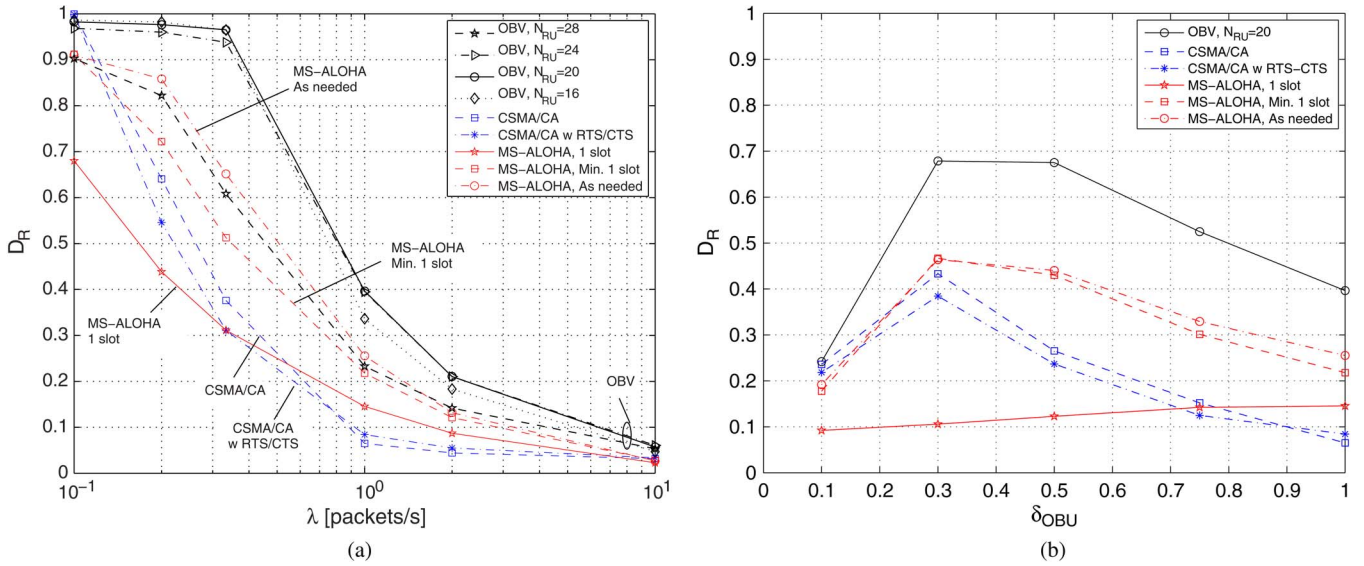 1
0.9
0.8
0.7
0.6
0.5
0.4
0.3
0.2
0.1
0
D_R
10^−1
10^0
10^1
λ [packets/s]
OBV, N_RU=28
OBV, N_RU=24
OBV, N_RU=20
OBV, N_RU=16
CSMA/CA
CSMA/CA w RTS/CTS
MS−ALOHA, 1 slot
MS−ALOHA, Min. 1 slot
MS−ALOHA, As needed
MS−ALOHA
As needed
MS−ALOHA
Min. 1 slot
MS−ALOHA
1 slot
CSMA/CA
CSMA/CA
w RTS/CTS
OBV
(a)
1
0.9
0.8
0.7
0.6
0.5
0.4
0.3
0.2
0.1
0
D_R
0
0.1
0.2
0.3
0.4
0.5
0.6
0.7
0.8
0.9
1
δ_OBU
OBV, N_RU=20
CSMA/CA
CSMA/CA w RTS−CTS
MS−ALOHA, 1 slot
MS−ALOHA, Min. 1 slot
MS−ALOHA, As needed
(b)